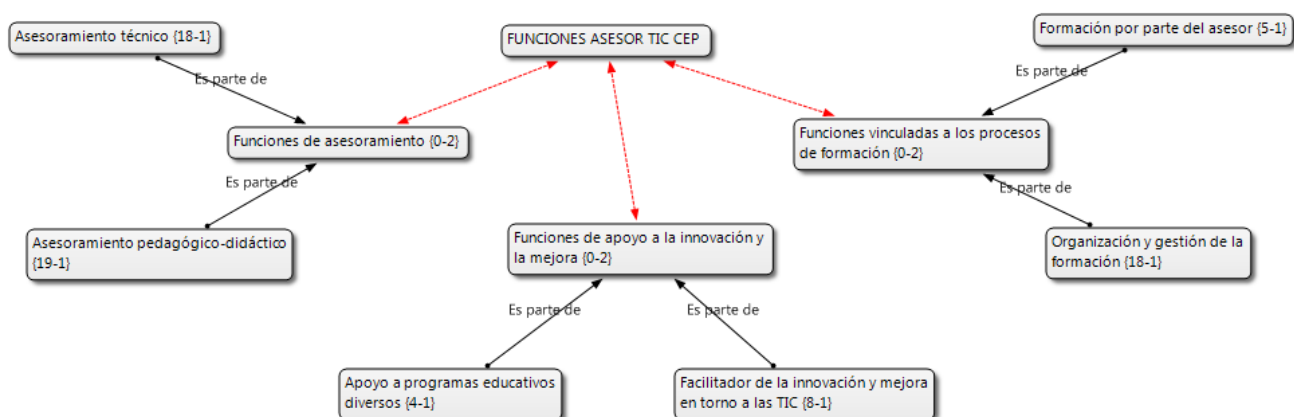 Asesoramiento técnico {18-1}
FUNCIONES ASESOR TIC CEP
Formación por parte del asesor {5-1}
Es parte de
Es parte de
Funciones de asesoramiento {0-2}
Funciones vinculadas a los procesos
de formación {0-2}
Es parte de
Es parte de
Asesoramiento pedagógico-didáctico
{19-1}
Funciones de apoyo a la innovación y
la mejora {0-2}
Organización y gestión de la
formación {18-1}
Es parte de
Es parte de
Apoyo a programas educativos
diversos {4-1}
Facilitador de la innovación y mejora
en torno a las TIC {8-1}